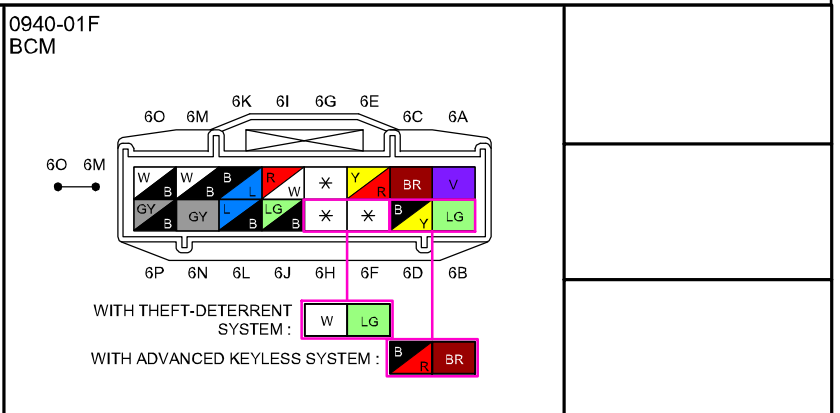 0940-01F
BCM
6K 6I 6G 6E
6O 6M 6C 6A
6O 6M
W B W B B L R W * Y R BR V
GY B GY L B LG B * * B Y LG
6P 6N 6L 6J 6H 6F 6D 6B
WITH THEFT-DETERRENT
SYSTEM : W LG
WITH ADVANCED KEYLESS SYSTEM : B R BR